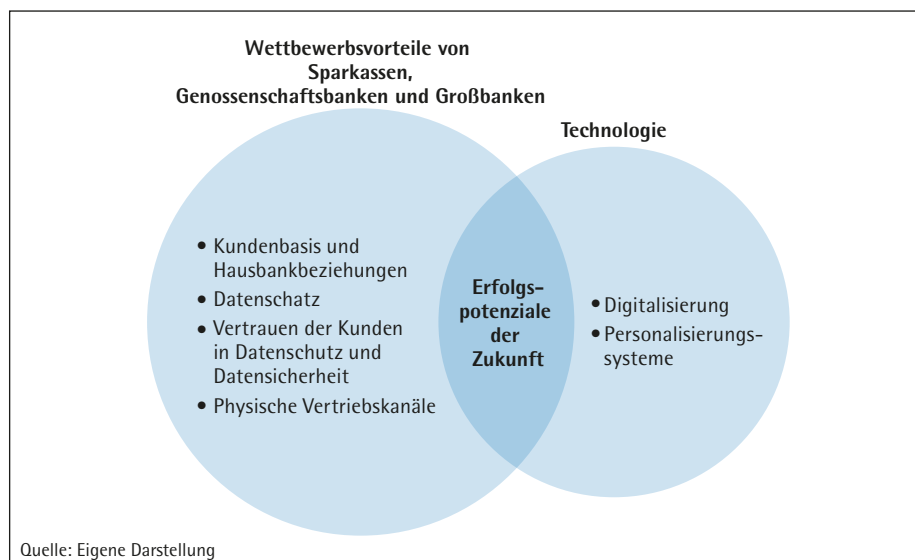 Wettbewerbsvorteile von
Sparkassen,
Genossenschaftsbanken und Großbanken
Technologie
• Kundenbasis und
Hausbankbeziehungen
• Datenschatz
• Vertrauen der Kunden
in Datenschutz und
Datensicherheit
• Physische Vertriebskanäle
Erfolgs-
potenziale
der
Zukunft
• Digitalisierung
• Personalisierungs-
systeme
Quelle: Eigene Darstellung